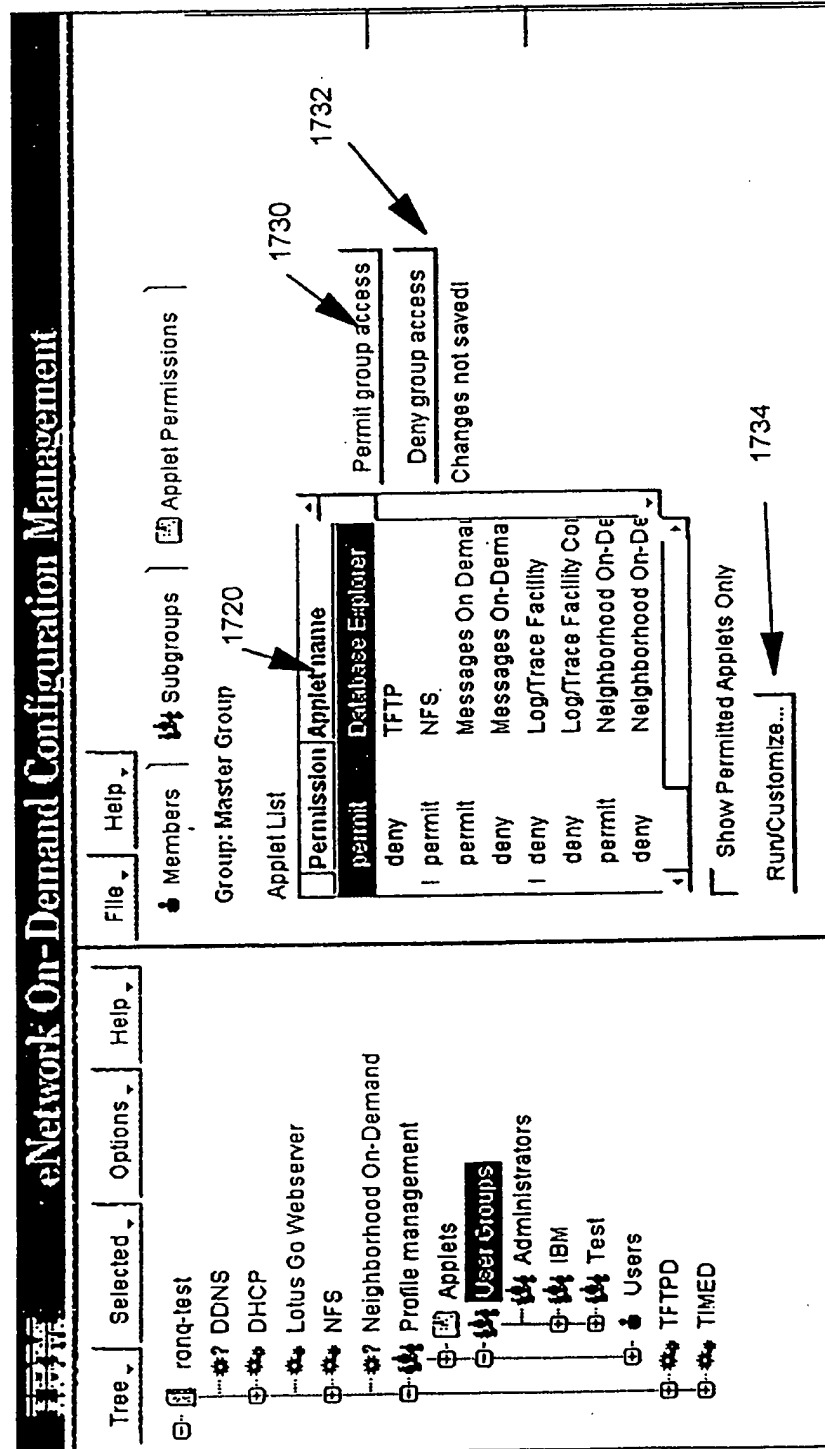 IBM eNetwork On-Demand Configuration Management
Tree Selected Options Help
ronq-test
? DDNS
DHCP
Lotus Go Webserver
NFS
? Neighborhood On-Demand
Profile management
Applets
User Groups
Administrators
IBM
Test
Users
TFTPD
TIMED
File Help
Members Subgroups Applet Permissions
Group: Master Group
1720
Applet List
Permission Applet name
permit Database Explorer
deny TFTP
I permit NFS
permit Messages On Demai
deny Messages On-Dema
I deny Log/Trace Facility
deny Log/Trace Facility Coi
permit Neighborhood On-De
deny Neighborhood On-De
1730
1732
Permit group access
Deny group access
Changes not saved!
Show Permitted Applets Only
1734
Run/Customize...